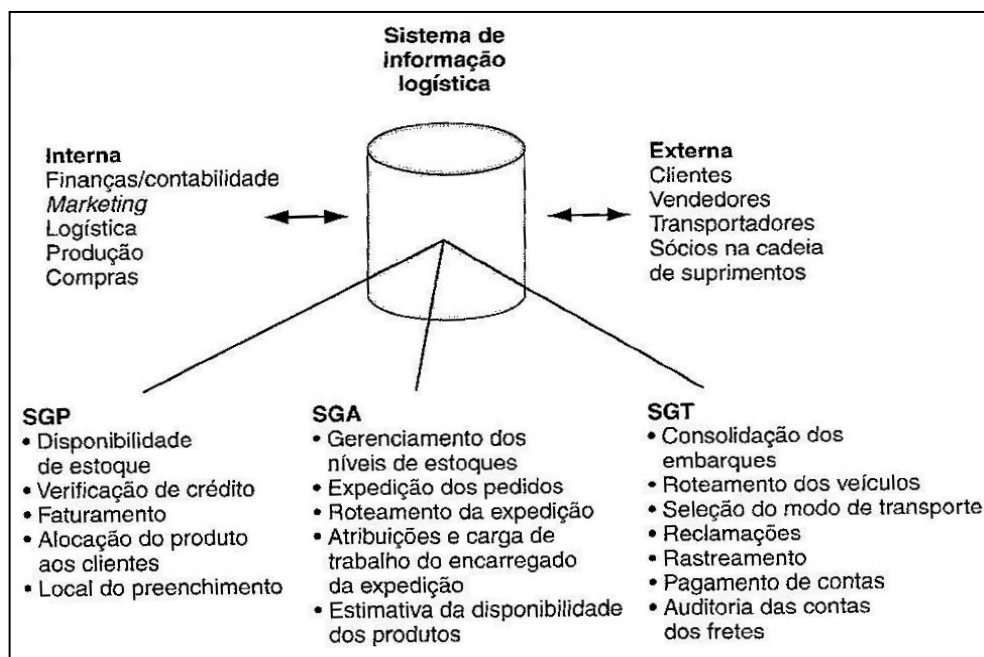 Sistema de
informação
logística
Interna
Finanças/contabilidade
Marketing
Logística
Produção
Compras
Externa
Clientes
Vendedores
Transportadores
Sócios na cadeia
de suprimentos
SGP
• Disponibilidade
de estoque
• Verificação de crédito
• Faturamento
• Alocação do produto
aos clientes
• Local do preenchimento
SGA
• Gerenciamento dos
níveis de estoques
• Expedição dos pedidos
• Roteamento da expedição
• Atribuições e carga de
trabalho do encarregado
da expedição
• Estimativa da disponibilidade
dos produtos
SGT
• Consolidação dos
embarques
• Roteamento dos veículos
• Seleção do modo de transporte
• Reclamações
• Rastreamento
• Pagamento de contas
• Auditoria das contas
dos fretes